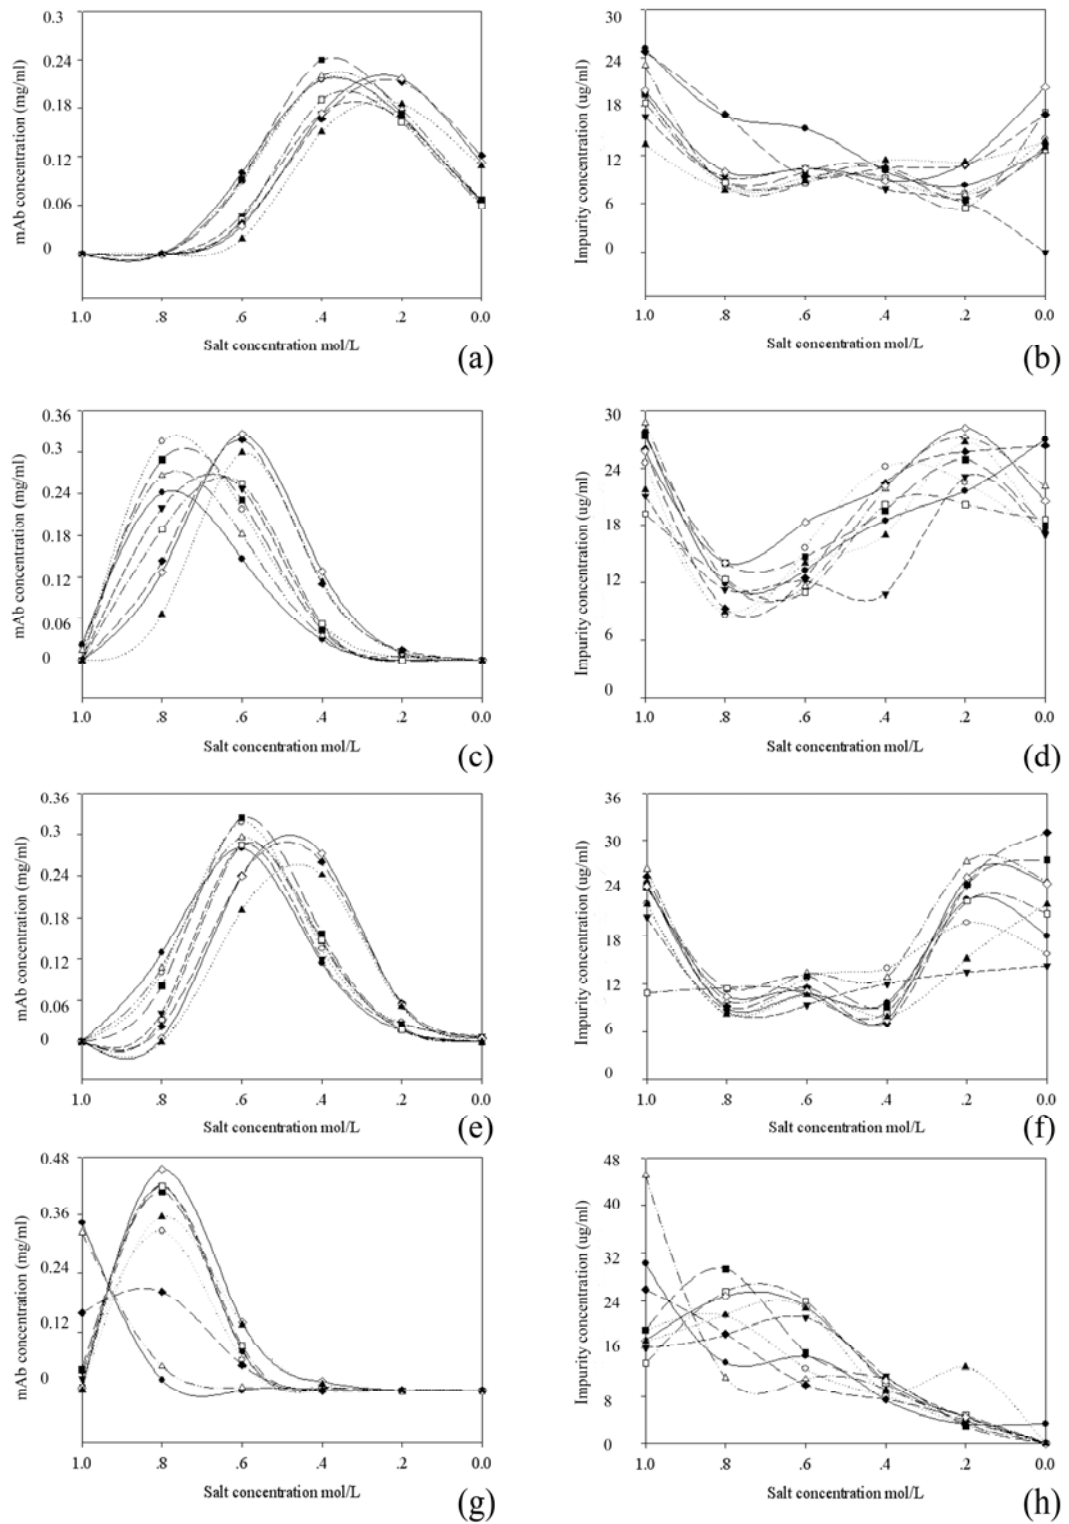 0.3
0.24
0.18
0.12
0.06
0
mAb concentration (mg/ml)
1.0 .8 .6 .4 .2 0.0
Salt concentration mol/L
(a)
30
24
18
12
6
0
Impurity concentration (ug/ml)
1.0 .8 .6 .4 .2 0.0
Salt concentration mol/L
(b)
0.36
0.3
0.24
0.18
0.12
0.06
0
mAb concentration (mg/ml)
1.0 .8 .6 .4 .2 0.0
Salt concentration mol/L
(c)
30
24
18
12
6
0
Impurity concentration (ug/ml)
1.0 .8 .6 .4 .2 0.0
Salt concentration mol/L
(d)
0.36
0.3
0.24
0.18
0.12
0.06
0
mAb concentration (mg/ml)
1.0 .8 .6 .4 .2 0.0
Salt concentration mol/L
(e)
36
30
24
18
12
6
0
Impurity concentration (ug/ml)
1.0 .8 .6 .4 .2 0.0
Salt concentration mol/L
(f)
0.48
0.36
0.24
0.12
0
mAb concentration (mg/ml)
1.0 .8 .6 .4 .2 0.0
Salt concentration mol/L
(g)
48
40
32
24
16
8
0
Impurity concentration (ug/ml)
1.0 .8 .6 .4 .2 0.0
Salt concentration mol/L
(h)